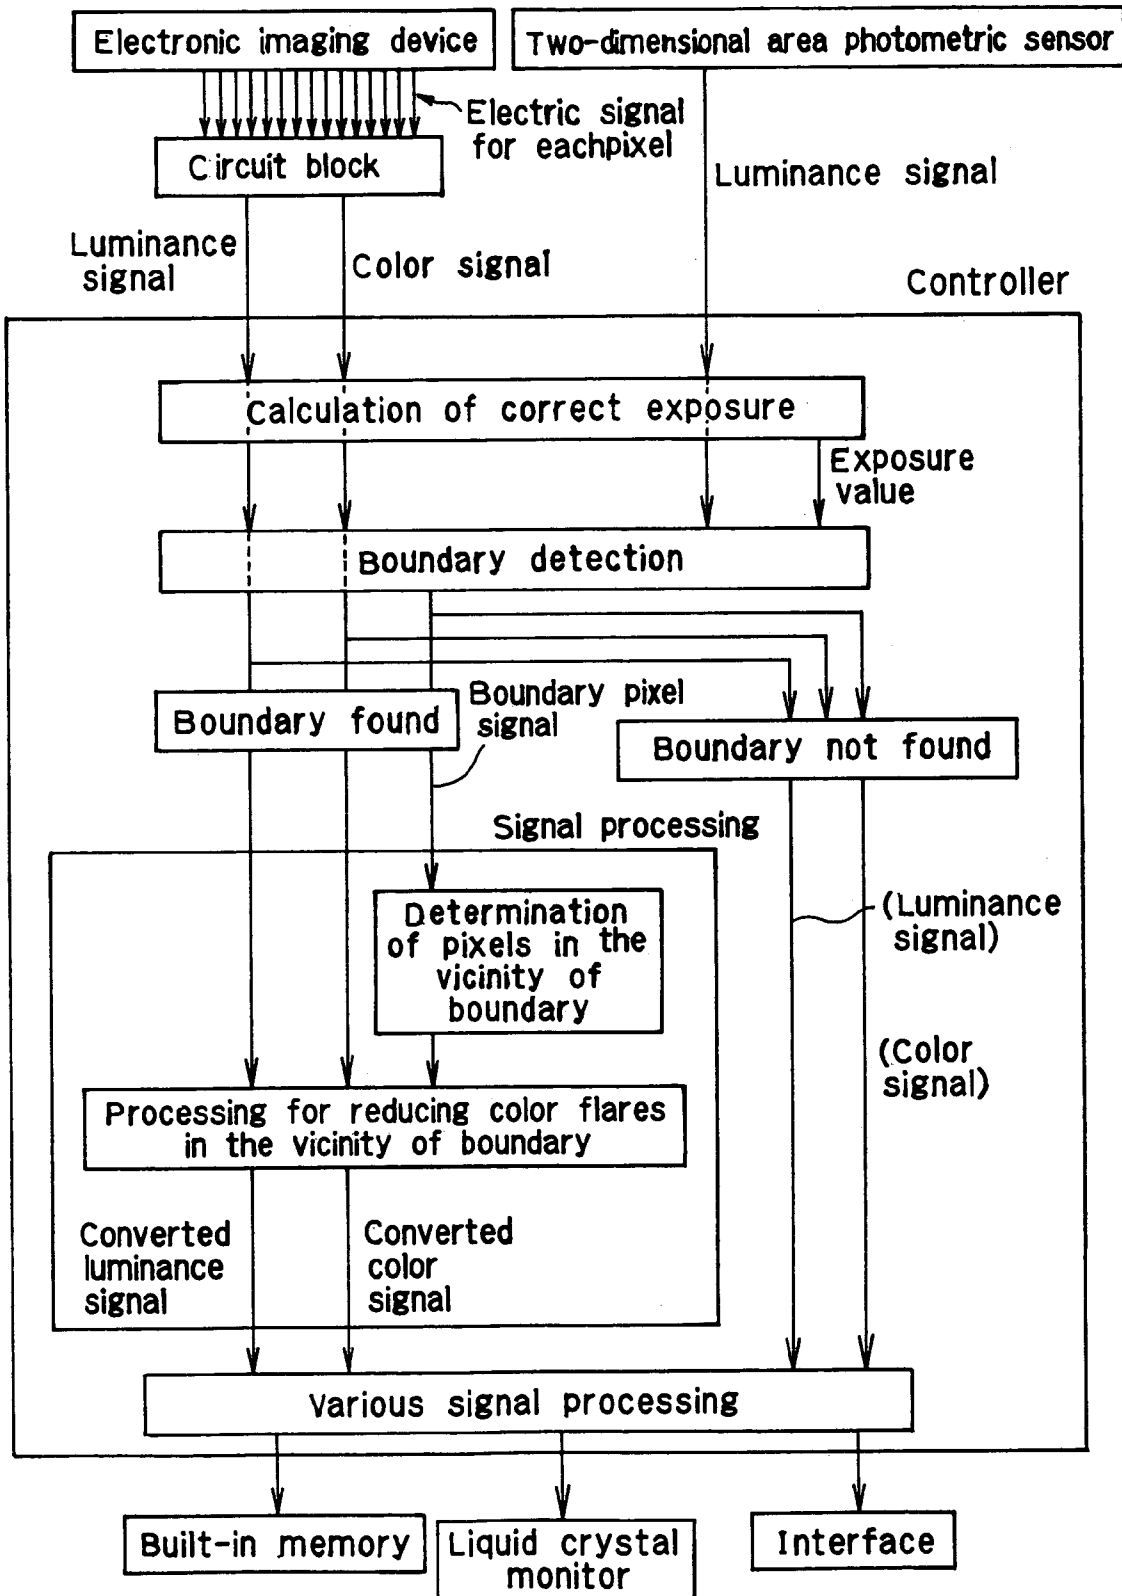 Electronic imaging device
Two-dimensional area photometric sensor
Electric signal
for eachpixel
Circuit block
Luminance signal
Luminance
signal
Color signal
Controller
Calculation of correct exposure
Exposure
value
Boundary detection
Boundary pixel
signal
Boundary found
Boundary not found
Signal processing
Determination
of pixels in the
vicinity of
boundary
(Luminance
signal)
(Color
signal)
Processing for reducing color flares
in the vicinity of boundary
Converted
luminance
signal
Converted
color
signal
Various signal processing
Built-in memory
Liquid crystal
monitor
Interface